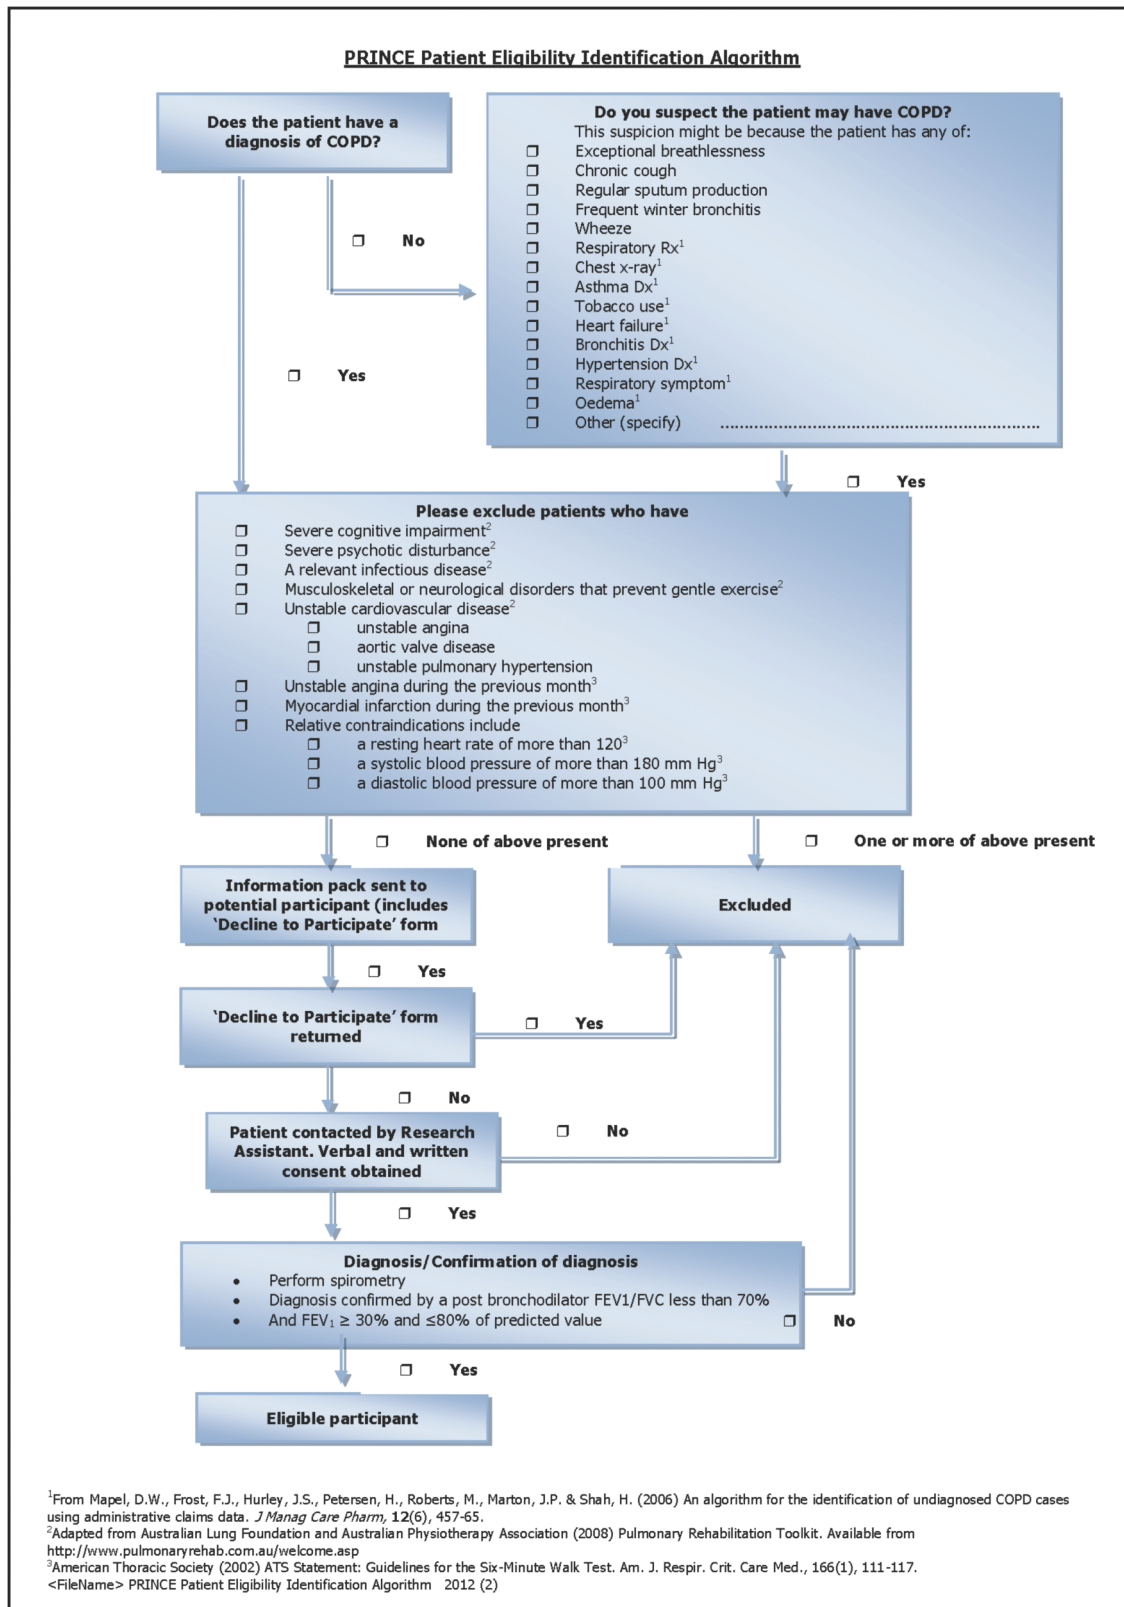 PRINCE Patient Eligibility Identification Algorithm
Does the patient have a
diagnosis of COPD?
Do you suspect the patient may have COPD?
This suspicion might be because the patient has any of:
❒ Exceptional breathlessness
❒ Chronic cough
❒ Regular sputum production
❒ Frequent winter bronchitis
❒ Wheeze
❒ Respiratory Rx¹
❒ Chest x-ray¹
❒ Asthma Dx¹
❒ Tobacco use¹
❒ Heart failure¹
❒ Bronchitis Dx¹
❒ Hypertension Dx¹
❒ Respiratory symptom¹
❒ Oedema¹
❒ Other (specify) ..................................................................
❒ No
❒ Yes
❒ Yes
Please exclude patients who have
❒ Severe cognitive impairment²
❒ Severe psychotic disturbance²
❒ A relevant infectious disease²
❒ Musculoskeletal or neurological disorders that prevent gentle exercise²
❒ Unstable cardiovascular disease²
❒ unstable angina
❒ aortic valve disease
❒ unstable pulmonary hypertension
❒ Unstable angina during the previous month³
❒ Myocardial infarction during the previous month³
❒ Relative contraindications include
❒ a resting heart rate of more than 120³
❒ a systolic blood pressure of more than 180 mm Hg³
❒ a diastolic blood pressure of more than 100 mm Hg³
❒ None of above present
❒ One or more of above present
Information pack sent to
potential participant (includes
‘Decline to Participate’ form
Excluded
❒ Yes
‘Decline to Participate’ form
returned
❒ Yes
❒ No
Patient contacted by Research
Assistant. Verbal and written
consent obtained
❒ No
❒ Yes
Diagnosis/Confirmation of diagnosis
• Perform spirometry
• Diagnosis confirmed by a post bronchodilator FEV1/FVC less than 70%
• And FEV₁ ≥ 30% and ≤80% of predicted value
❒ No
❒ Yes
Eligible participant
¹From Mapel, D.W., Frost, F.J., Hurley, J.S., Petersen, H., Roberts, M., Marton, J.P. & Shah, H. (2006) An algorithm for the identification of undiagnosed COPD cases
using administrative claims data. J Manag Care Pharm, 12(6), 457-65.
²Adapted from Australian Lung Foundation and Australian Physiotherapy Association (2008) Pulmonary Rehabilitation Toolkit. Available from
http://www.pulmonaryrehab.com.au/welcome.asp
³American Thoracic Society (2002) ATS Statement: Guidelines for the Six-Minute Walk Test. Am. J. Respir. Crit. Care Med., 166(1), 111-117.
<FileName> PRINCE Patient Eligibility Identification Algorithm 2012 (2)